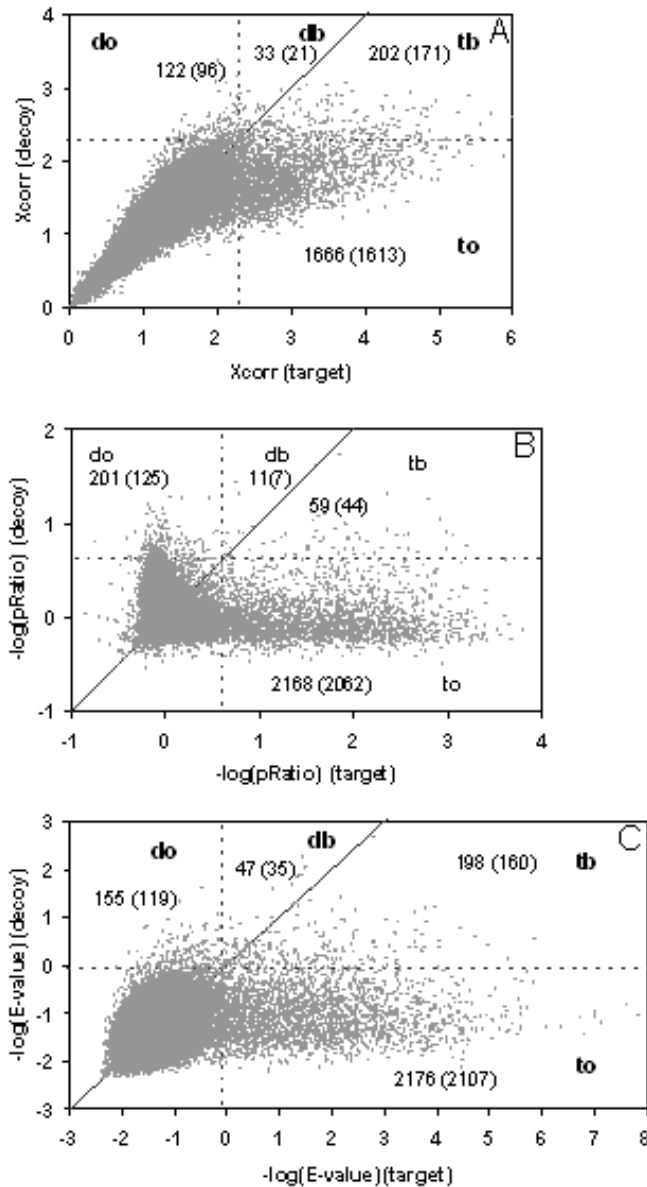 A
4
3
2
1
0
Xcorr (decoy)
do
db
tb
122 (96)
33 (21)
202 (171)
1666 (1613)
to
0 1 2 3 4 5 6
Xcorr (target)
B
2
1
0
-1
-log(pRatio) (decoy)
do
201 (125)
db
11(7)
tb
59 (44)
2168 (2062)
to
-1 0 1 2 3 4
-log(pRatio) (target)
C
3
2
1
0
-1
-2
-3
-log(E-value)(decoy)
do
db
tb
155 (119)
47 (35)
198 (160)
2176 (2107)
to
-3 -2 -1 0 1 2 3 4 5 6 7 8
-log(E-value)(target)